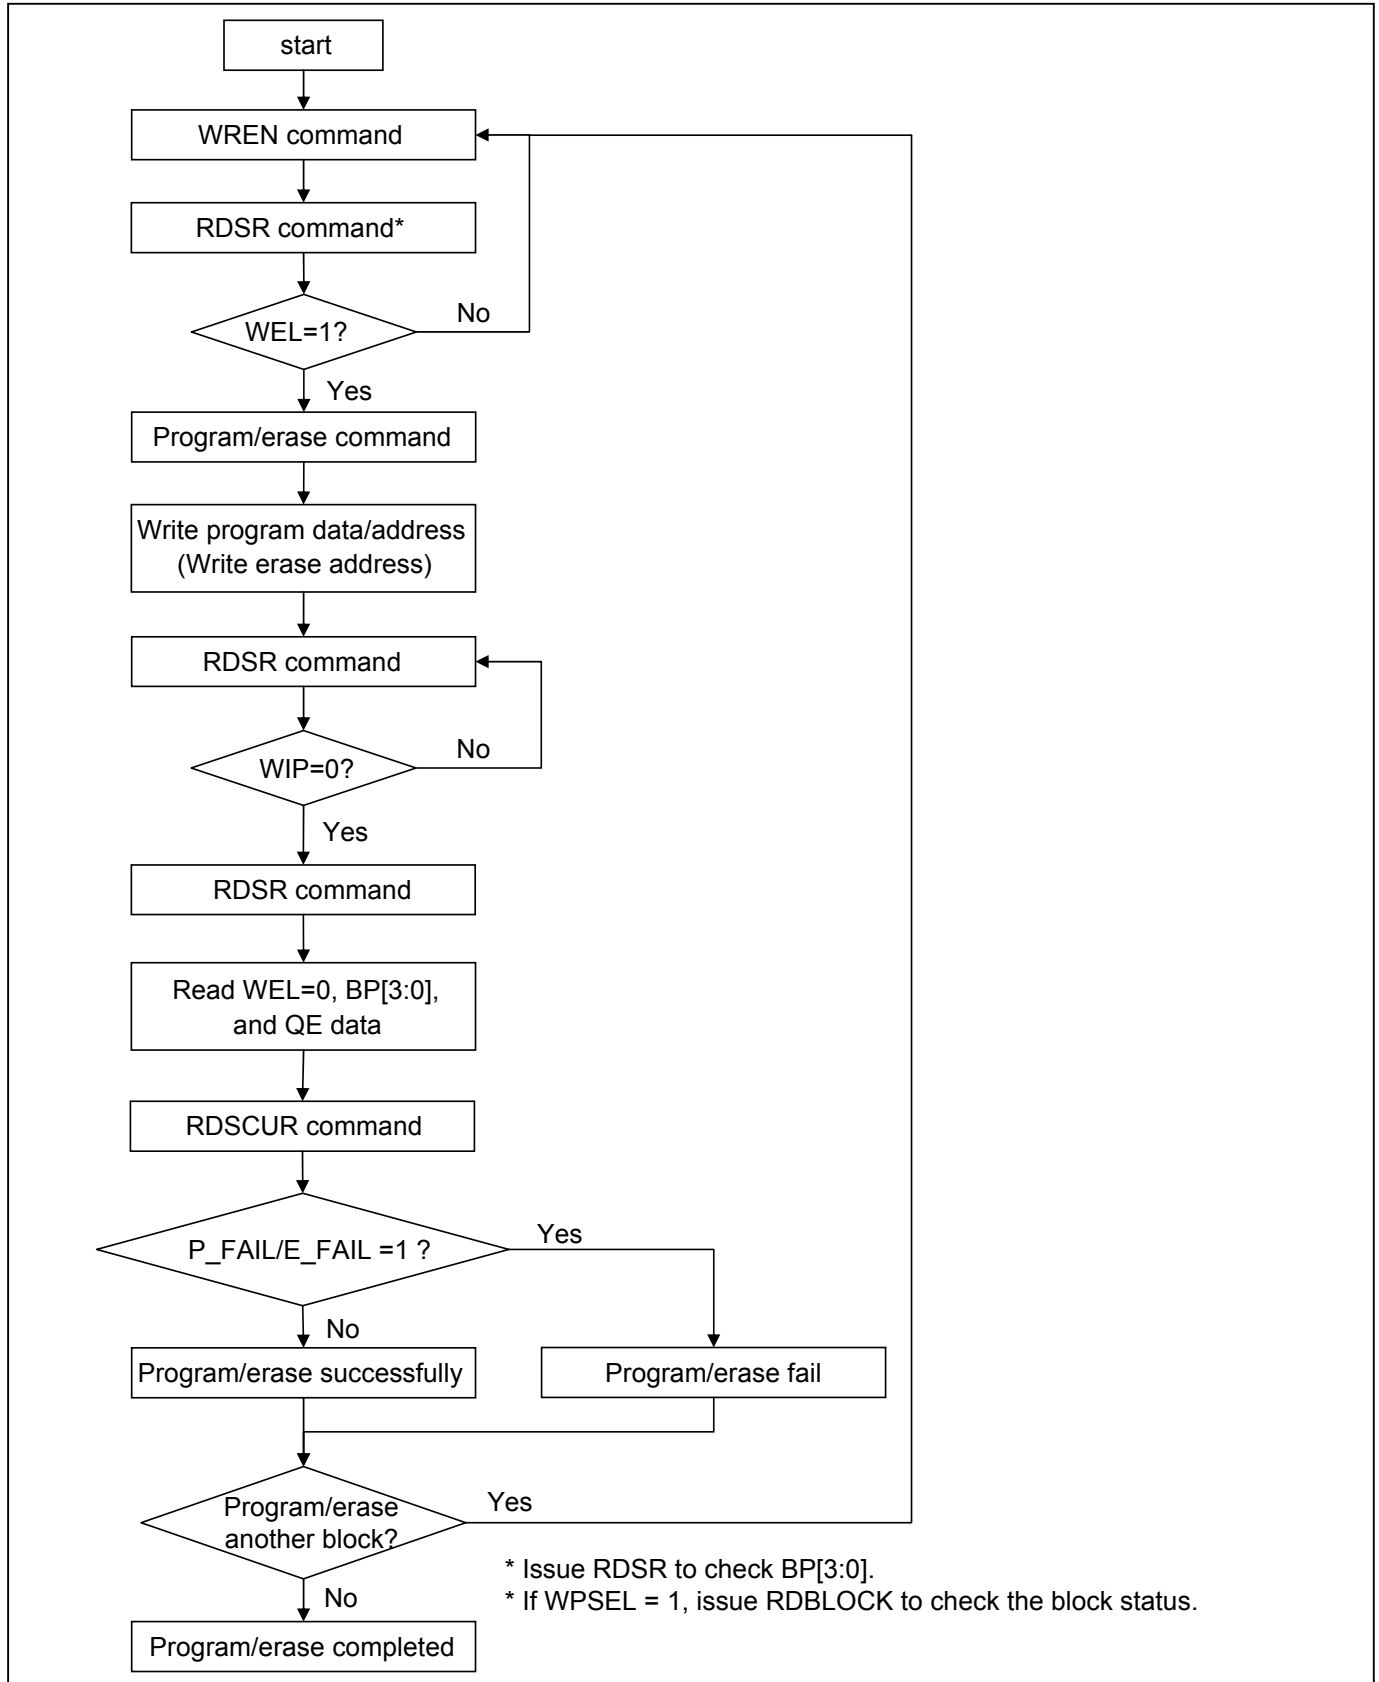 start
WREN command
RDSR command*
WEL=1?
No
Yes
Program/erase command
Write program data/address
(Write erase address)
RDSR command
WIP=0?
No
Yes
RDSR command
Read WEL=0, BP[3:0],
and QE data
RDSCUR command
P_FAIL/E_FAIL =1 ?
Yes
No
Program/erase successfully
Program/erase fail
Program/erase
another block?
Yes
No
* Issue RDSR to check BP[3:0].
* If WPSEL = 1, issue RDBLOCK to check the block status.
Program/erase completed